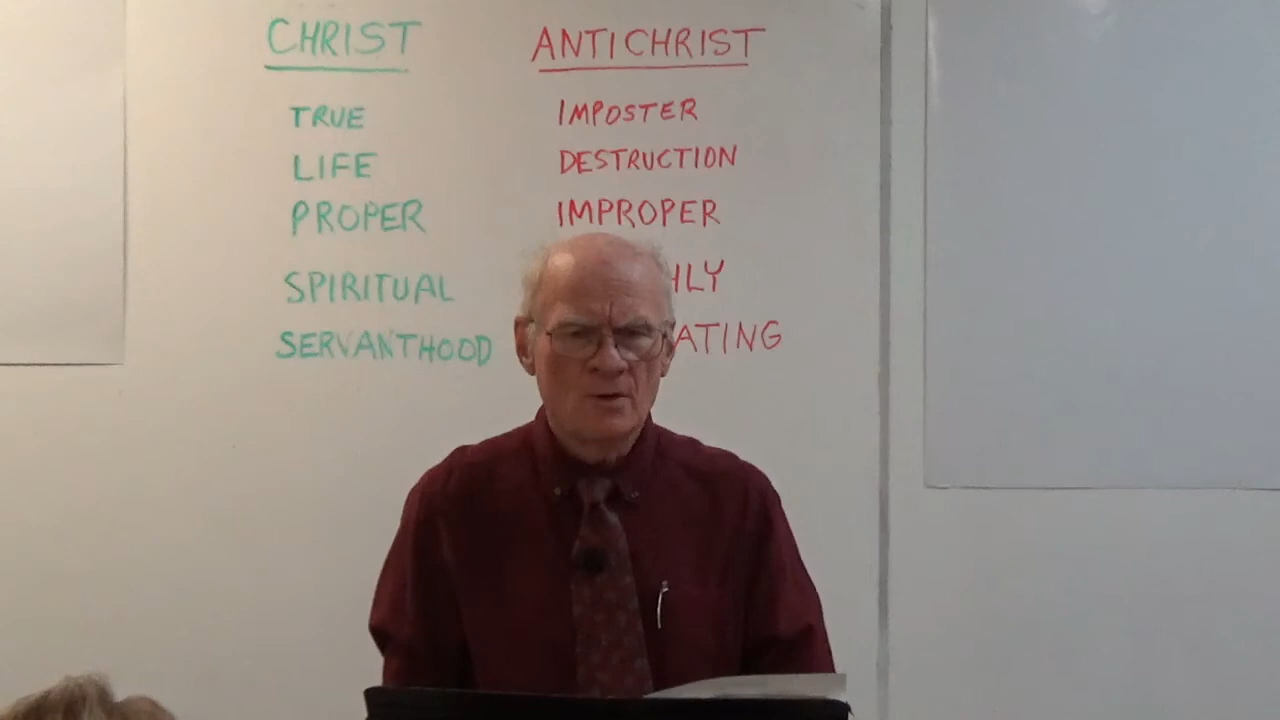 CHRIST ANTICHRIST
TRUE IMPOSTER
LIFE DESTRUCTION
PROPER IMPROPER
SPIRITUAL
SERVANTHOOD